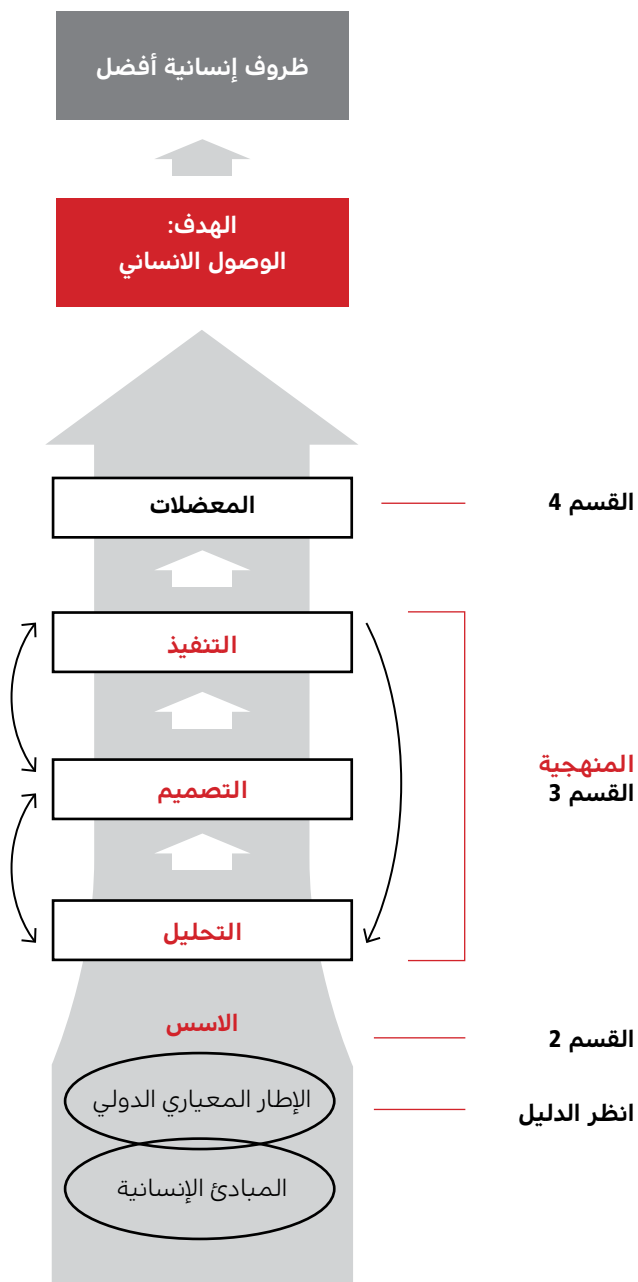 ظروف إنسانية أفضل
الهدف:
الوصول الانساني
المعضلات
القسم 4
التنفيذ
المنهجية
القسم 3
التصميم
التحليل
الاسس
القسم 2
الإطار المعياري الدولي
انظر الدليل
المبادئ الإنسانية